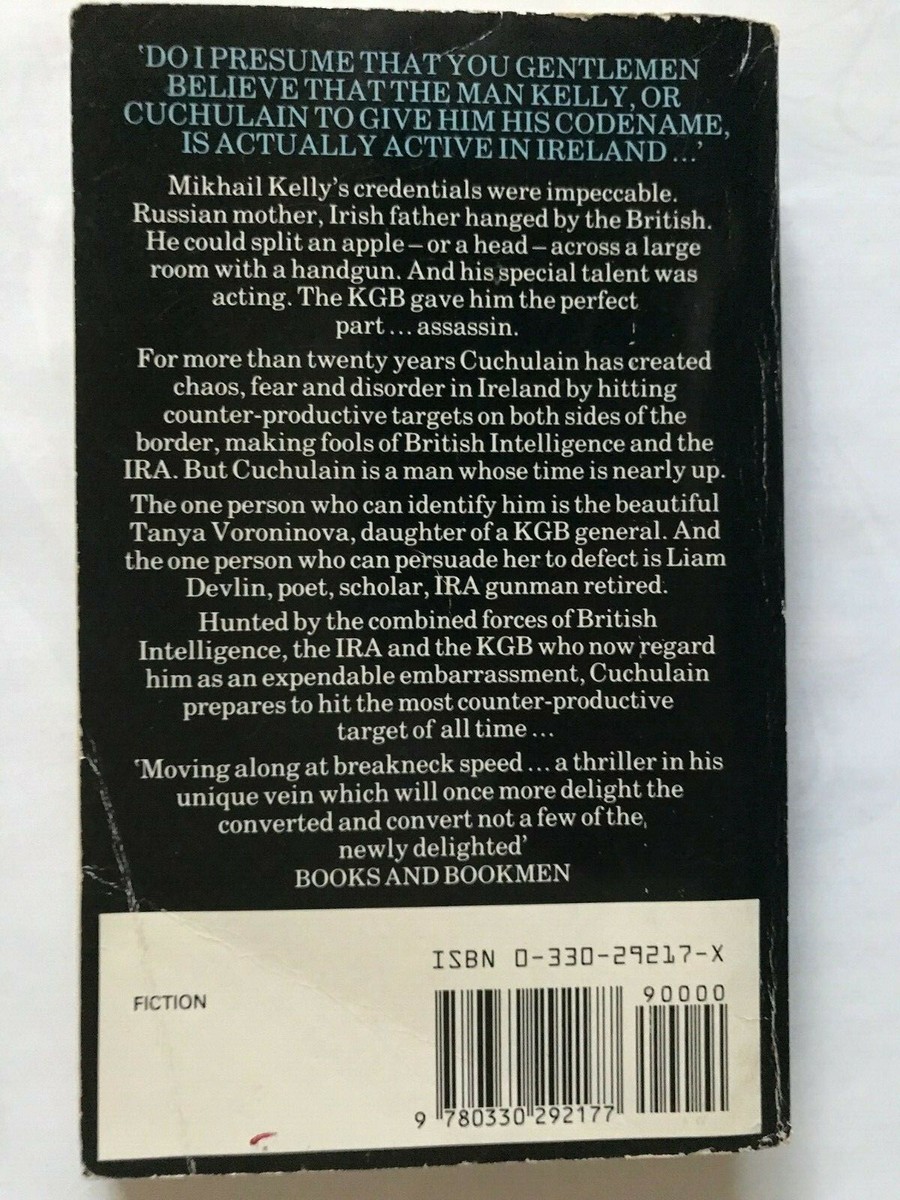 'DO I PRESUME THAT YOU GENTLEMEN
BELIEVE THAT THE MAN KELLY, OR
CUCHULAIN TO GIVE HIM HIS CODENAME,
IS ACTUALLY ACTIVE IN IRELAND...'
Mikhail Kelly's credentials were impeccable.
Russian mother, Irish father hanged by the British.
He could split an apple – or a head – across a large
room with a handgun. And his special talent was
acting. The KGB gave him the perfect
part... assassin.
For more than twenty years Cuchulain has created
chaos, fear and disorder in Ireland by hitting
counter-productive targets on both sides of the
border, making fools of British Intelligence and the
IRA. But Cuchulain is a man whose time is nearly up.
The one person who can identify him is the beautiful
Tanya Voroninova, daughter of a KGB general. And
the one person who can persuade her to defect is Liam
Devlin, poet, scholar, IRA gunman retired.
Hunted by the combined forces of British
Intelligence, the IRA and the KGB who now regard
him as an expendable embarrassment, Cuchulain
prepares to hit the most counter-productive
target of all time...
'Moving along at breakneck speed... a thriller in his
unique vein which will once more delight the
converted and convert not a few of the
newly delighted'
BOOKS AND BOOKMEN
ISBN 0-330-29217-X
FICTION
90000
9 780330 292177